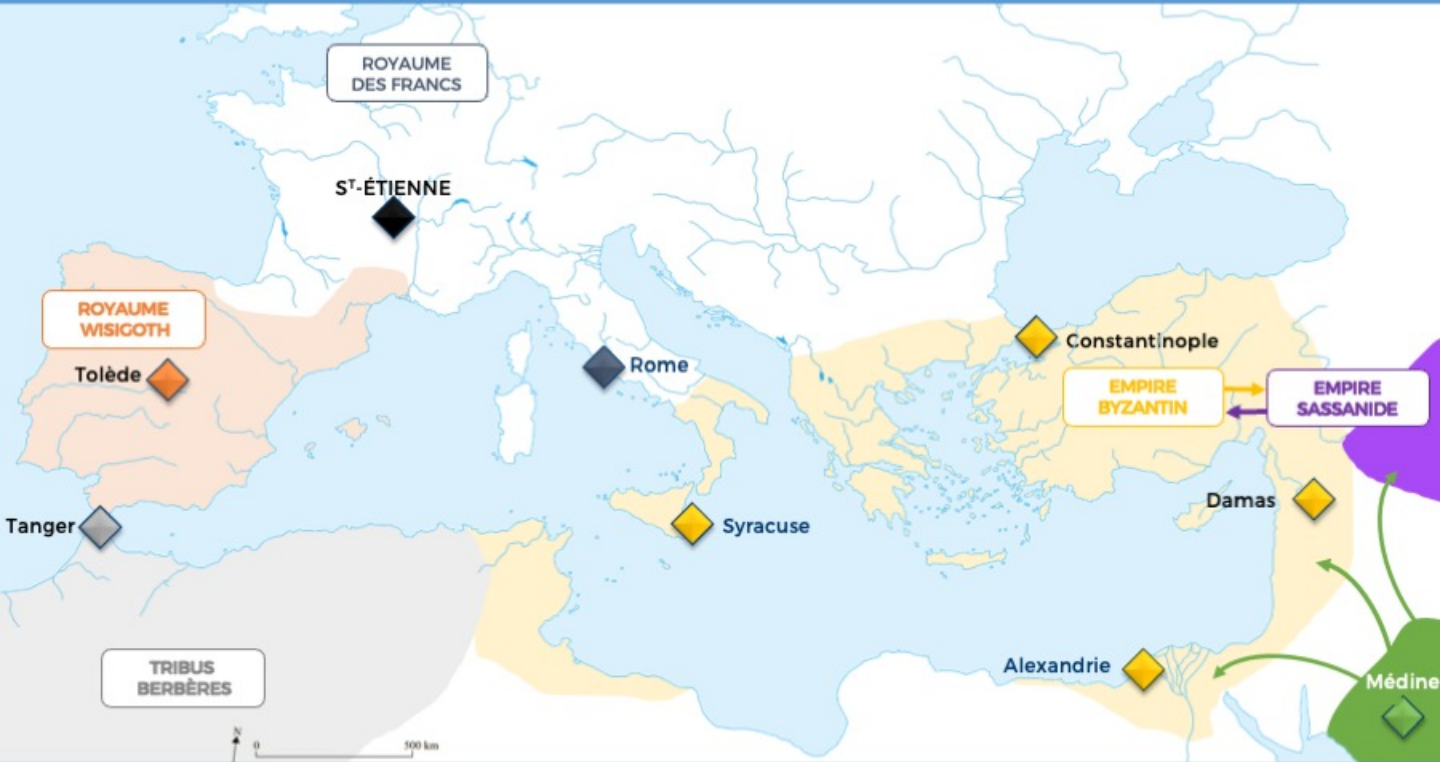 ROYAUME
DES FRANCS
Sᵀ-ÉTIENNE
ROYAUME
WISIGOTH
Tolède
Rome
Constantinople
EMPIRE
BYZANTIN
EMPIRE
SASSANIDE
Damas
Tanger
Syracuse
Alexandrie
TRIBUS
BERBÈRES
Médine
N
0 500 km